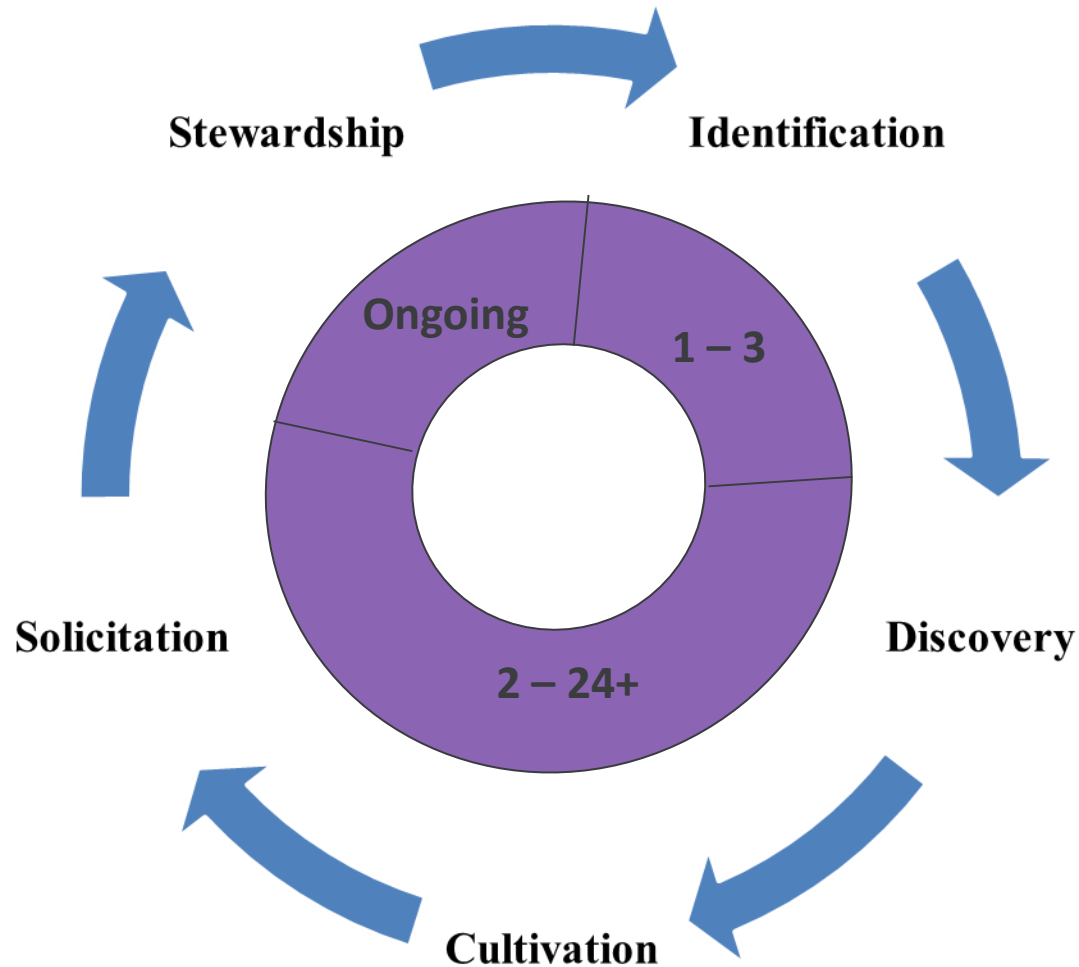 Stewardship
Identification
Ongoing
1 – 3
Solicitation
Discovery
2 – 24+
Cultivation